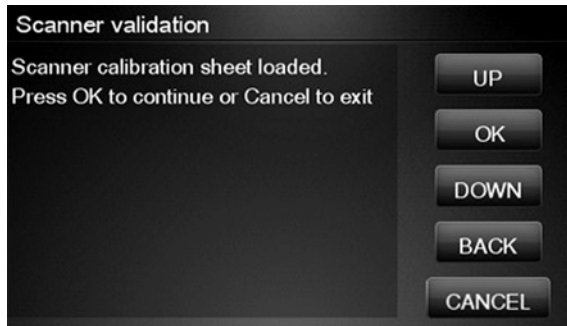 Scanner validation
Scanner calibration sheet loaded.
Press OK to continue or Cancel to exit
UP
OK
DOWN
BACK
CANCEL